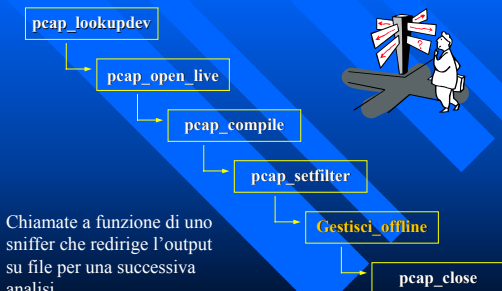 pcap_lookupdev
pcap_open_live
pcap_compile
pcap_setfilter
Gestisci_offline
pcap_close
Chiamate a funzione di uno
sniffer che redirige l'output
su file per una successiva
analisi